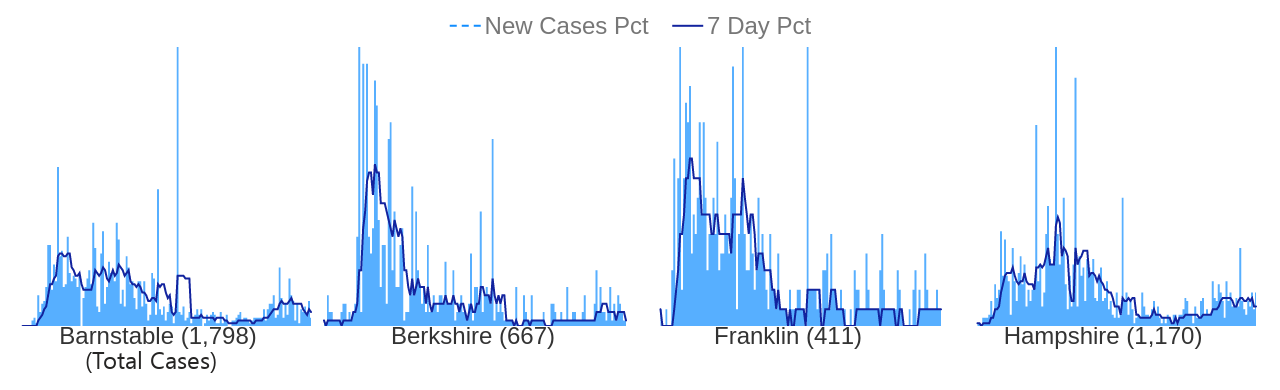 New Cases Pct 7 Day Pct
Barnstable (1,798) Berkshire (667) Franklin (411) Hampshire (1,170)
(Total Cases)